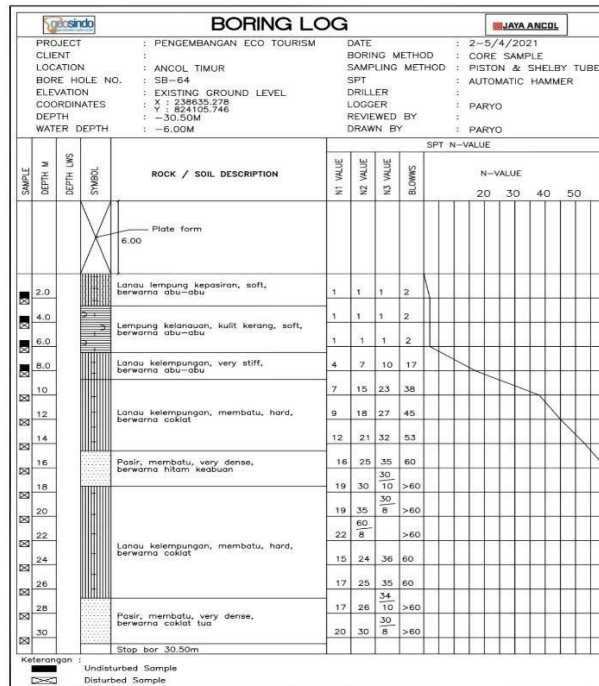 geosindo
BORING LOG
JAYA ANCOL
PROJECT : PENGEMBANGAN ECO TOURISM
CLIENT :
LOCATION : ANCOL TIMUR
BORE HOLE NO. : SB-64
ELEVATION : EXISTING GROUND LEVEL
COORDINATES : X : 238635.278
Y : 824105.746
DEPTH : -30.50M
WATER DEPTH : -6.00M
DATE : 2-5/4/2021
BORING METHOD : CORE SAMPLE
SAMPLING METHOD : PISTON & SHELBY TUBE
SPT : AUTOMATIC HAMMER
DRILLER :
LOGGER : PARYO
REVIEWED BY :
DRAWN BY : PARYO
SPT N-VALUE
SAMPLE DEPTH M DEPTH LWS SYMBOL ROCK / SOIL DESCRIPTION N1 VALUE N2 VALUE N3 VALUE BLOWWS N-VALUE
20 30 40 50
Plate form
6.00
Lanau lempung kepasiran, soft,
berwarna abu-abu
2.0 1 1 1 2
4.0 1 1 1 2
Lempung kelanauan, kulit kerang, soft,
berwarna abu-abu
6.0 1 1 1 2
Lanau kelempungan, very stiff,
berwarna abu-abu
8.0 4 7 10 17
10 7 15 23 38
Lanau kelempungan, membatu, hard,
berwarna coklat
12 9 18 27 45
14 12 21 32 53
Pasir, membatu, very dense,
berwarna hitam keabuan
16 16 25 35 60
18 19 30 30/10 >60
20 19 35 30/8 >60
22 22 60/8 >60
Lanau kelempungan, membatu, hard,
berwarna coklat
24 15 24 36 60
26 17 25 35 60
28 17 26 34/10 >60
Pasir, membatu, very dense,
berwarna coklat tua
30 20 30 30/8 >60
Stop bor 30.50m
Keterangan :
Undisturbed Sample
Disturbed Sample